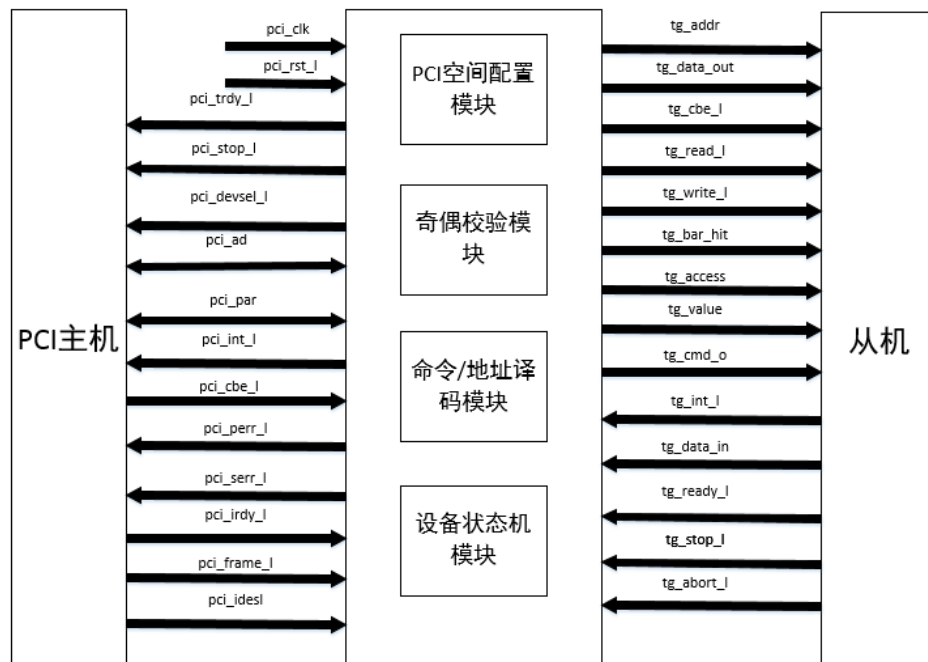 PCI主机
pci_clk
pci_rst_l
pci_trdy_l
pci_stop_l
pci_devsel_l
pci_ad
pci_par
pci_int_l
pci_cbe_l
pci_perr_l
pci_serr_l
pci_irdy_l
pci_frame_l
pci_idesl
PCI空间配置
模块
奇偶校验模
块
命令/地址译
码模块
设备状态机
模块
tg_addr
tg_data_out
tg_cbe_l
tg_read_l
tg_write_l
tg_bar_hit
tg_access
tg_value
tg_cmd_o
tg_int_l
tg_data_in
tg_ready_l
tg_stop_l
tg_abort_l
从机